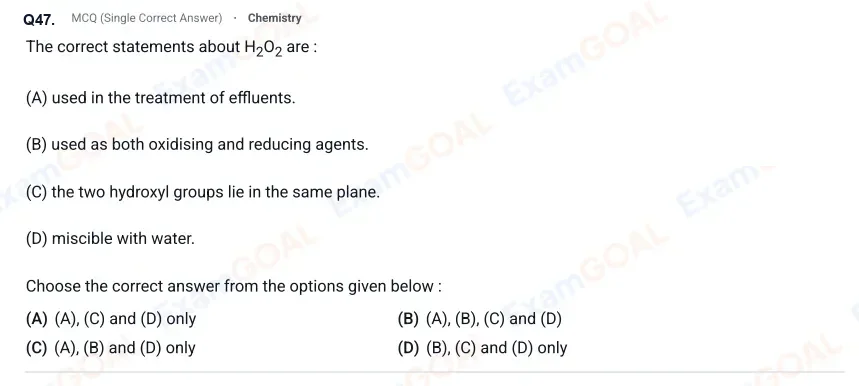 Q47. MCQ (Single Correct Answer) · Chemistry
The correct statements about H₂O₂ are :
(A) used in the treatment of effluents.
(B) used as both oxidising and reducing agents.
(C) the two hydroxyl groups lie in the same plane.
(D) miscible with water.
Choose the correct answer from the options given below :
(A) (A), (C) and (D) only (B) (A), (B), (C) and (D)
(C) (A), (B) and (D) only (D) (B), (C) and (D) only
ExamGOAL